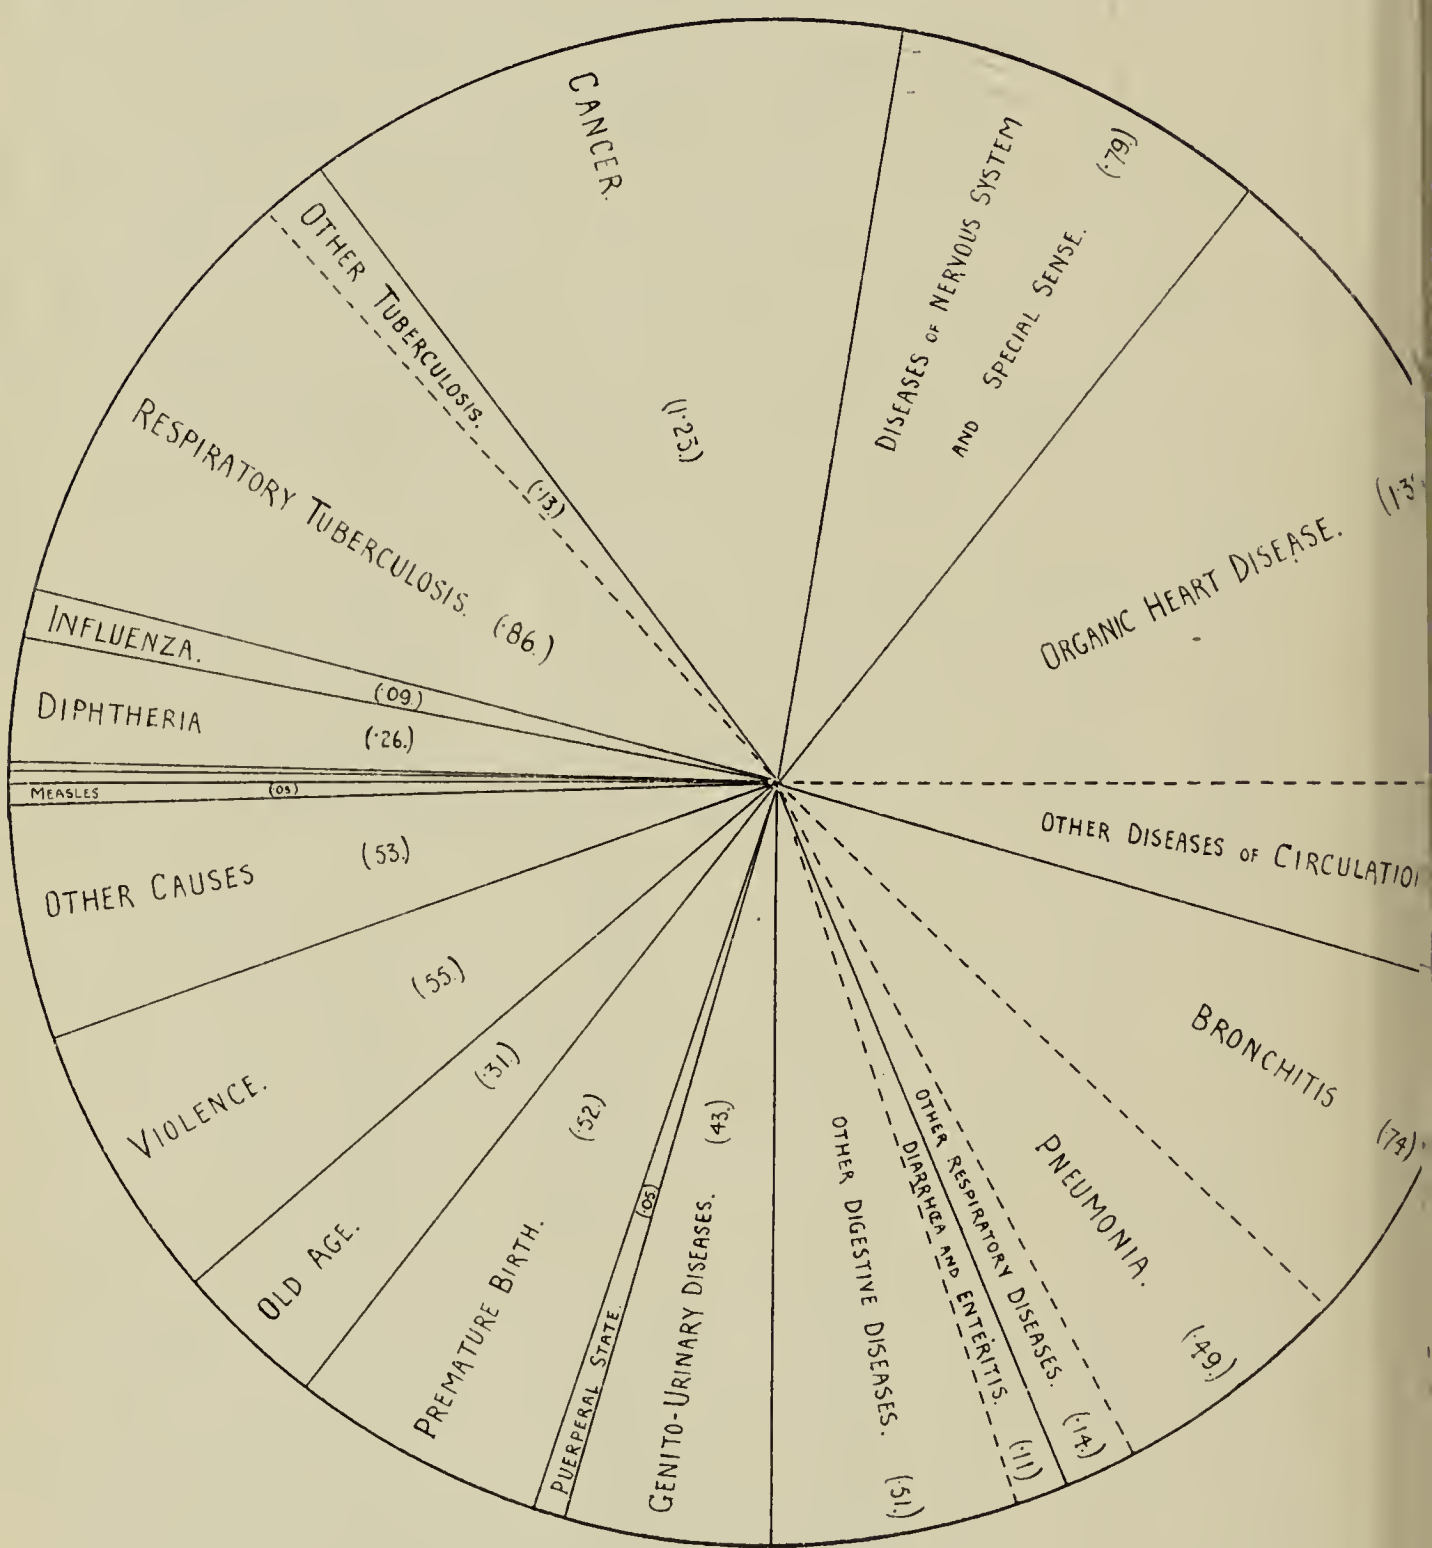 CANCER.
(1·23.)
DISEASES OF NERVOUS SYSTEM
AND SPECIAL SENSE.
(·79.)
ORGANIC HEART DISEASE.
(1·3
OTHER DISEASES OF CIRCULATIO
BRONCHITIS
(·74)
PNEUMONIA.
(·49.)
OTHER RESPIRATORY DISEASES.
(·14.)
DIARRHŒA AND ENTERITIS.
(·11)
OTHER DIGESTIVE DISEASES.
(·51.)
GENITO-URINARY DISEASES.
(·43.)
PUERPERAL STATE.
(·05)
PREMATURE BIRTH.
(·52.)
OLD AGE.
(·31.)
VIOLENCE.
(·55.)
OTHER CAUSES
(·53.)
MEASLES
DIPHTHERIA
(·26.)
INFLUENZA.
(·09.)
RESPIRATORY TUBERCULOSIS.
(·86.)
OTHER TUBERCULOSIS.
(·13.)